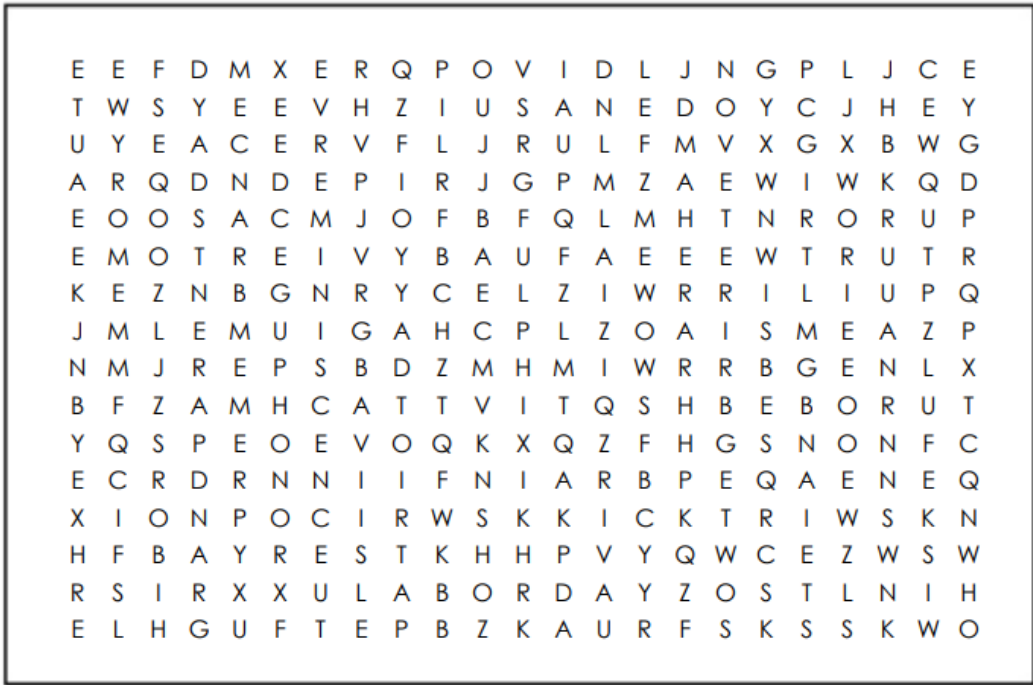 E E F D M X E R Q P O V I D L J N G P L J C E
T W S Y E E V H Z I U S A N E D O Y C J H E Y
U Y E A C E R V F L J R U L F M V X G X B W G
A R Q D N D E P I R J G P M Z A E W I W K Q D
E O O S A C M J O F B F Q L M H T N R O R U P
E M O T R E I V Y B A U F A E E E W T R U T R
K E Z N B G N R Y C E L Z I W R R I L I U P Q
J M L E M U I G A H C P L Z O A I S M E A Z P
N M J R E P S B D Z M H M I W R R B G E N L X
B F Z A M H C A T T V I T Q S H B E B O R U T
Y Q S P E O E V O Q K X Q Z F H G S N O N F C
E C R D R N N I I F N I A R B P E Q A E N E Q
X I O N P O C I R W S K K I C K T R I W S K N
H F B A Y R E S T K H H P V Y Q W C E Z W S W
R S I R X X U L A B O R D A Y Z O S T L N I H
E L H G U F T E P B Z K A U R F S K S S K W O